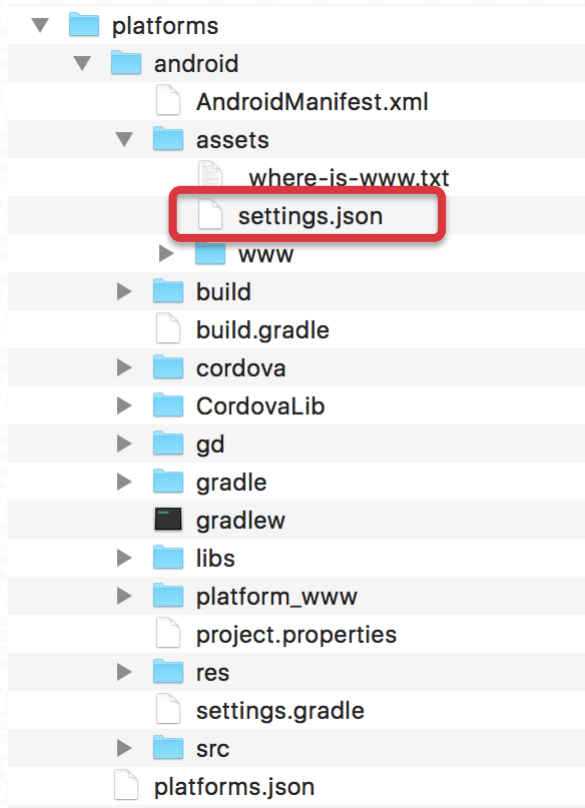 platforms
android
AndroidManifest.xml
assets
_where-is-www.txt
settings.json
www
build
build.gradle
cordova
CordovaLib
gd
gradle
gradlew
libs
platform_www
project.properties
res
settings.gradle
src
platforms.json